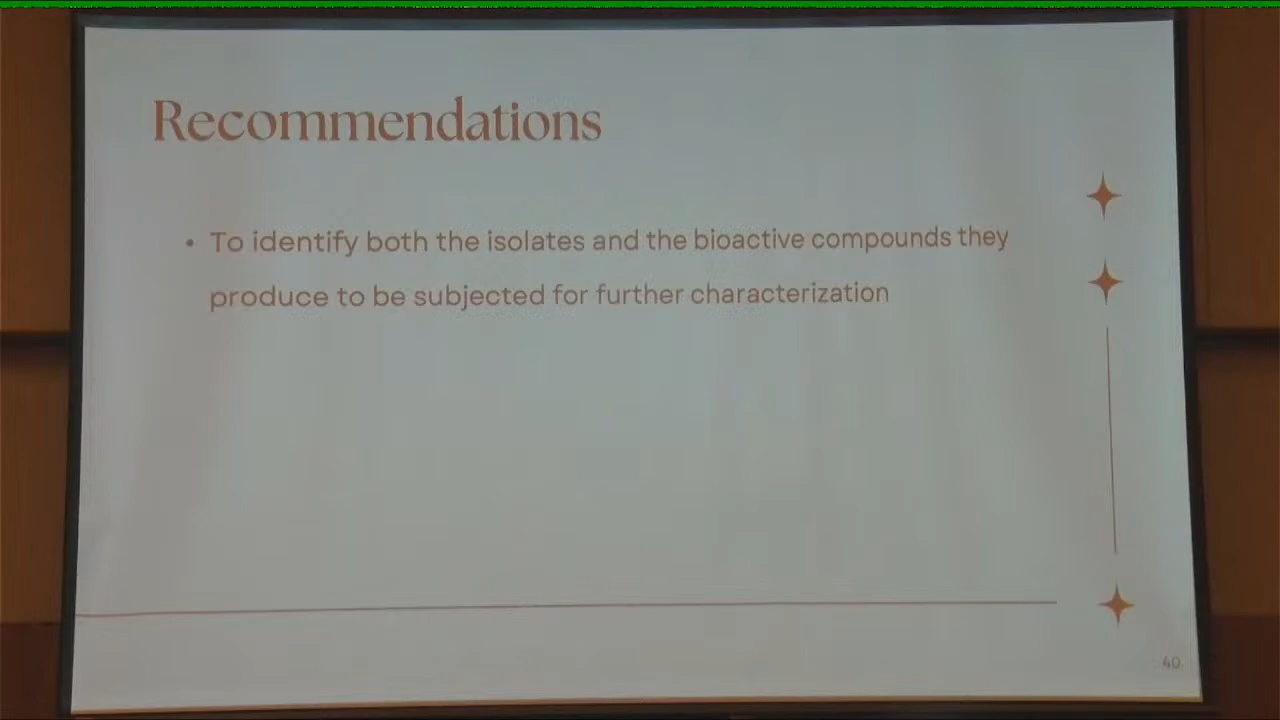 Recommendations
• To identify both the isolates and the bioactive compounds they
produce to be subjected for further characterization
40